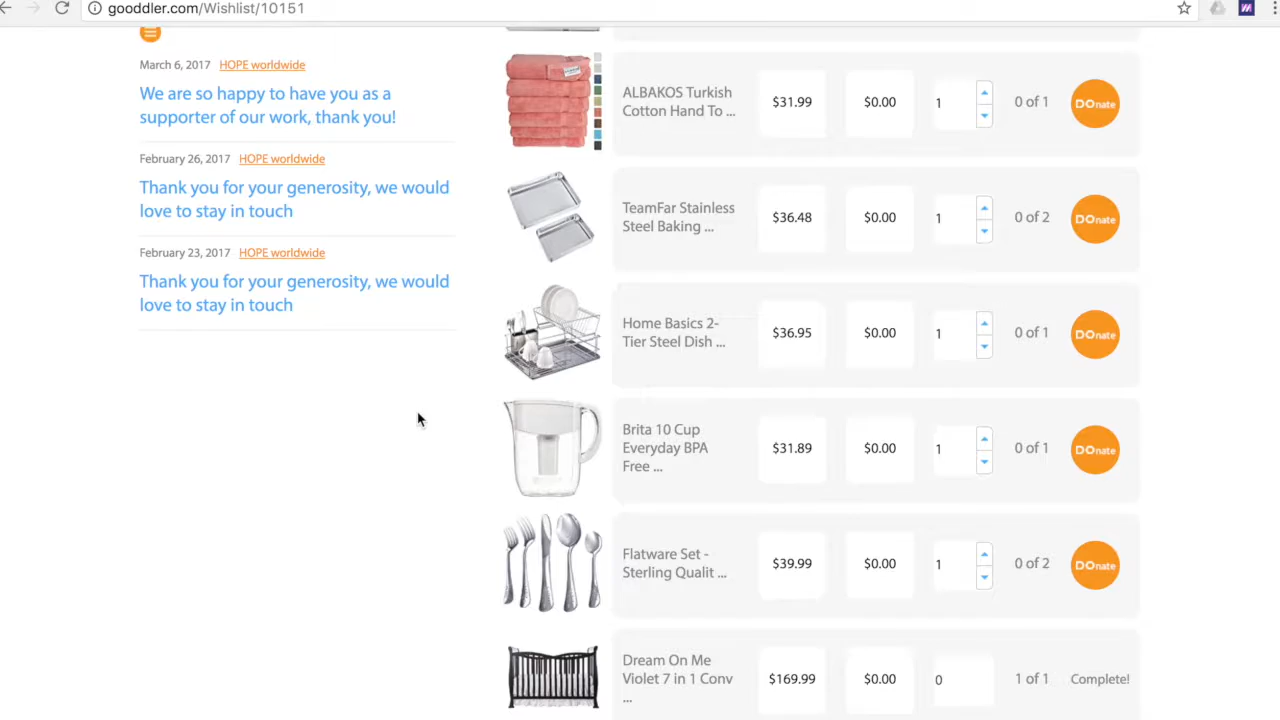 gooddler.com/Wishlist/10151
March 6, 2017 HOPE worldwide
We are so happy to have you as a
supporter of our work, thank you!
February 26, 2017 HOPE worldwide
Thank you for your generosity, we would
love to stay in touch
February 23, 2017 HOPE worldwide
Thank you for your generosity, we would
love to stay in touch
ALBAKOS Turkish
Cotton Hand To ...
$31.99 $0.00 1 0 of 1 DOnate
TeamFar Stainless
Steel Baking ...
$36.48 $0.00 1 0 of 2 DOnate
Home Basics 2-
Tier Steel Dish ...
$36.95 $0.00 1 0 of 1 DOnate
Brita 10 Cup
Everyday BPA
Free ...
$31.89 $0.00 1 0 of 1 DOnate
Flatware Set -
Sterling Qualit ...
$39.99 $0.00 1 0 of 2 DOnate
Dream On Me
Violet 7 in 1 Conv
...
$169.99 $0.00 0 1 of 1 Complete!